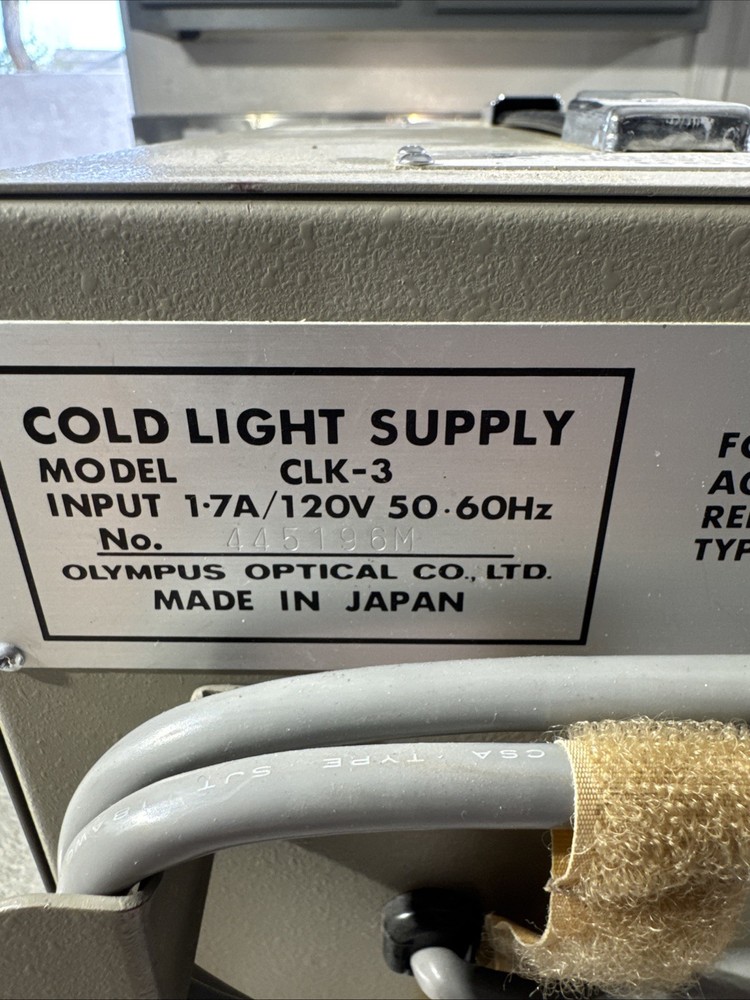 COLD LIGHT SUPPLY
MODEL CLK-3
INPUT 1·7A/120V 50·60Hz
No. 445196M
OLYMPUS OPTICAL CO., LTD.
MADE IN JAPAN
TYP
CSA · TYPE SJT